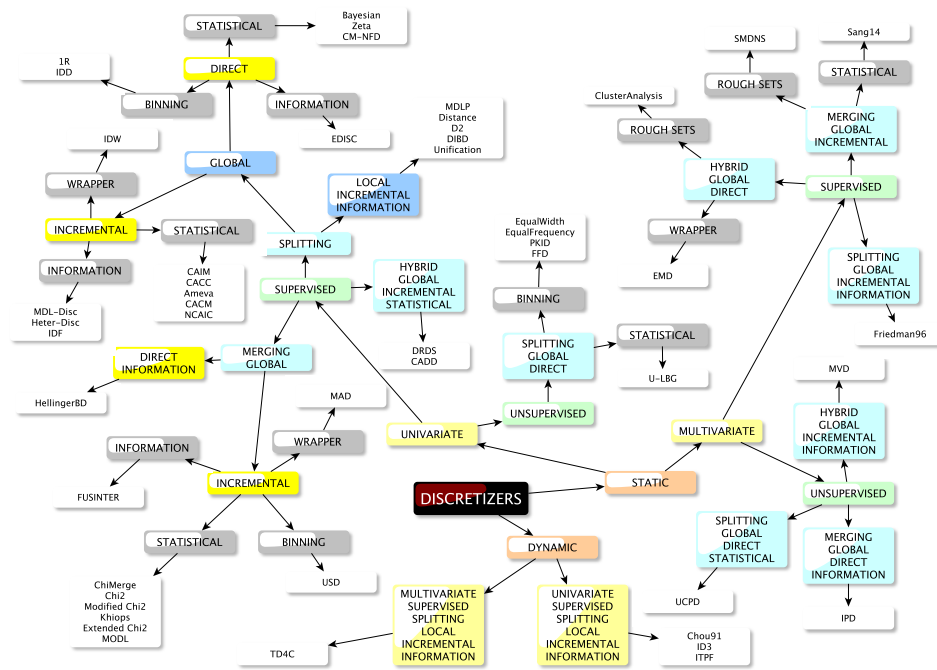 Bayesian
Zeta
CM-NFD
STATISTICAL
DIRECT
1R
IDD
BINNING
INFORMATION
EDISC
MDLP
Distance
D2
DIBD
Unification
IDW
GLOBAL
WRAPPER
LOCAL
INCREMENTAL
INFORMATION
INCREMENTAL
STATISTICAL
SPLITTING
INFORMATION
CAIM
CACC
Ameva
CACM
NCAIC
SUPERVISED
HYBRID
GLOBAL
INCREMENTAL
STATISTICAL
MDL-Disc
Heter-Disc
IDF
DRDS
CADD
DIRECT
INFORMATION
MERGING
GLOBAL
HellingerBD
MAD
INFORMATION
WRAPPER
UNIVARIATE
FUSINTER
INCREMENTAL
STATISTICAL
BINNING
ChiMerge
Chi2
Modified Chi2
Khiops
Extended Chi2
MODL
USD
EqualWidth
EqualFrequency
PKID
FFD
BINNING
SPLITTING
GLOBAL
DIRECT
STATISTICAL
U-LBG
UNSUPERVISED
SMDNS
Sang14
ROUGH SETS
STATISTICAL
ClusterAnalysis
ROUGH SETS
MERGING
GLOBAL
INCREMENTAL
HYBRID
GLOBAL
DIRECT
SUPERVISED
WRAPPER
EMD
SPLITTING
GLOBAL
INCREMENTAL
INFORMATION
Friedman96
MVD
MULTIVARIATE
HYBRID
GLOBAL
INCREMENTAL
INFORMATION
STATIC
UNSUPERVISED
DISCRETIZERS
SPLITTING
GLOBAL
DIRECT
STATISTICAL
MERGING
GLOBAL
DIRECT
INFORMATION
DYNAMIC
UCPD
IPD
MULTIVARIATE
SUPERVISED
SPLITTING
LOCAL
INCREMENTAL
INFORMATION
UNIVARIATE
SUPERVISED
SPLITTING
LOCAL
INCREMENTAL
INFORMATION
TD4C
Chou91
ID3
ITPF